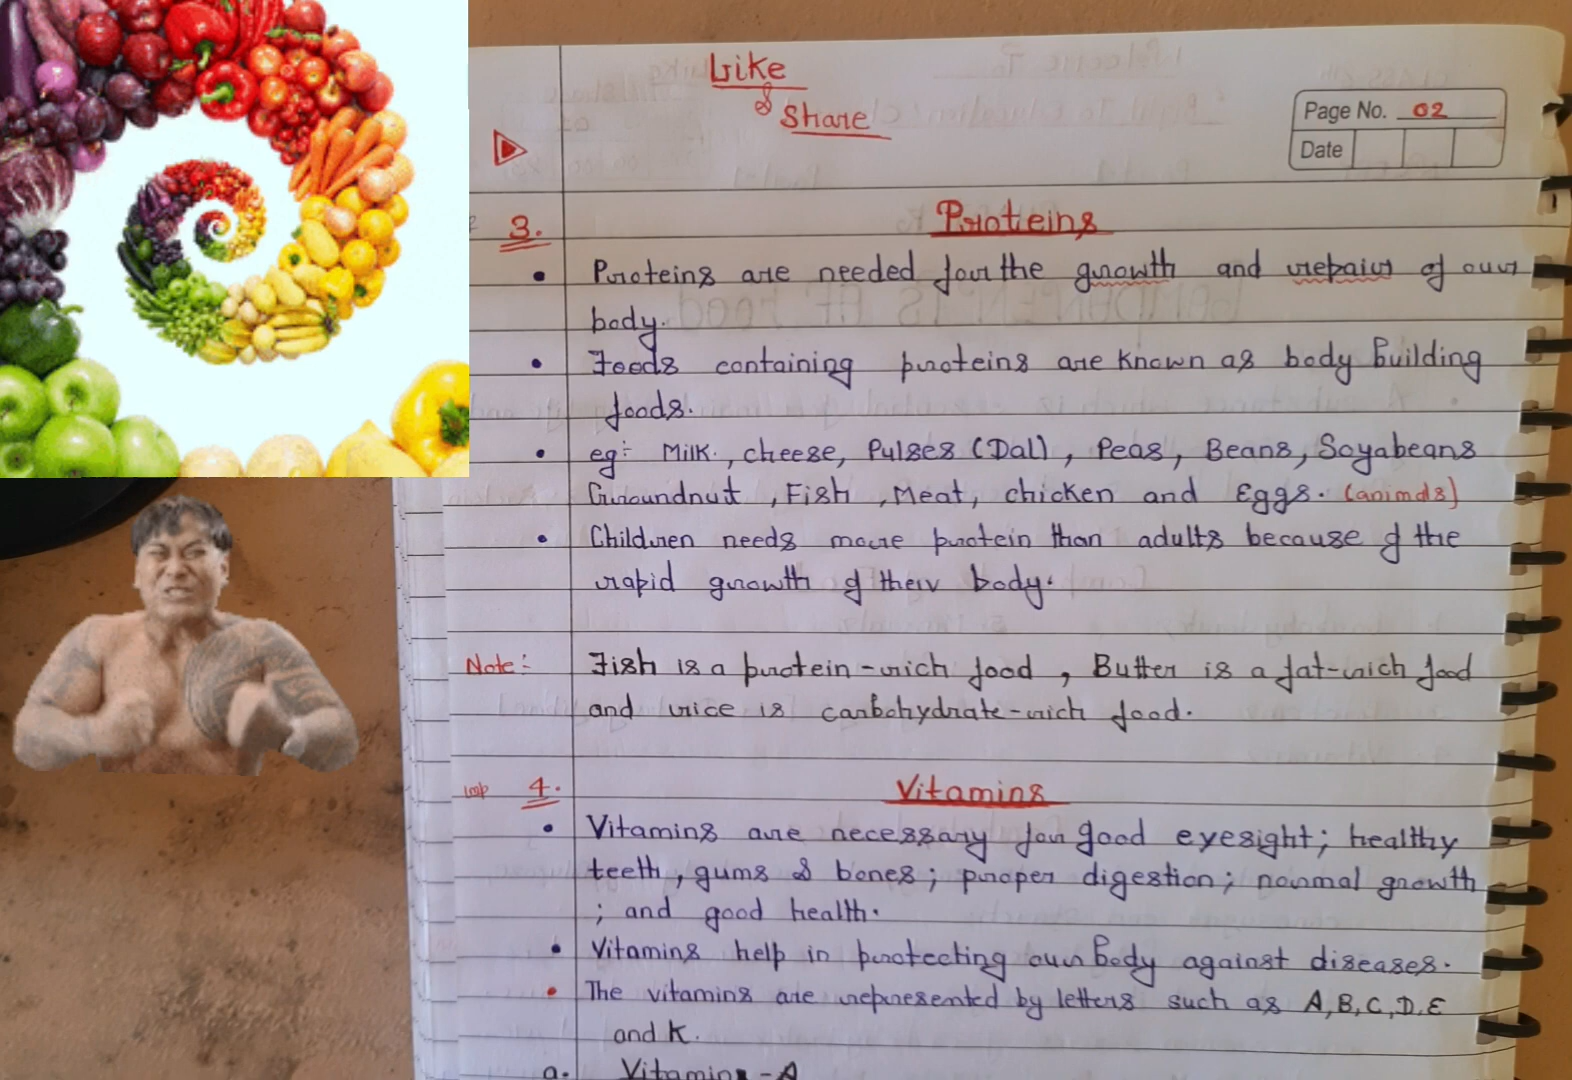 Like
& Share
Page No. 02
Date
3. Proteins
• Proteins are needed for the growth and repair of our
body.
• Foods containing proteins are known as body building
foods.
• eg:- Milk, cheese, Pulses (Dal), Peas, Beans, Soyabeans
Groundnut, Fish, Meat, chicken and Eggs. (animals)
• Children needs more protein than adults because of the
rapid growth of their body.
Note:- Fish is a protein-rich food, Butter is a fat-rich food
and rice is carbohydrate-rich food.
Imp 4. Vitamins
• Vitamins are necessary for good eyesight; healthy
teeth, gums & bones; proper digestion; normal growth
; and good health.
• Vitamins help in protecting our Body against diseases.
• The vitamins are represented by letters such as A, B, C, D, E
and K.
a. Vitamins - A